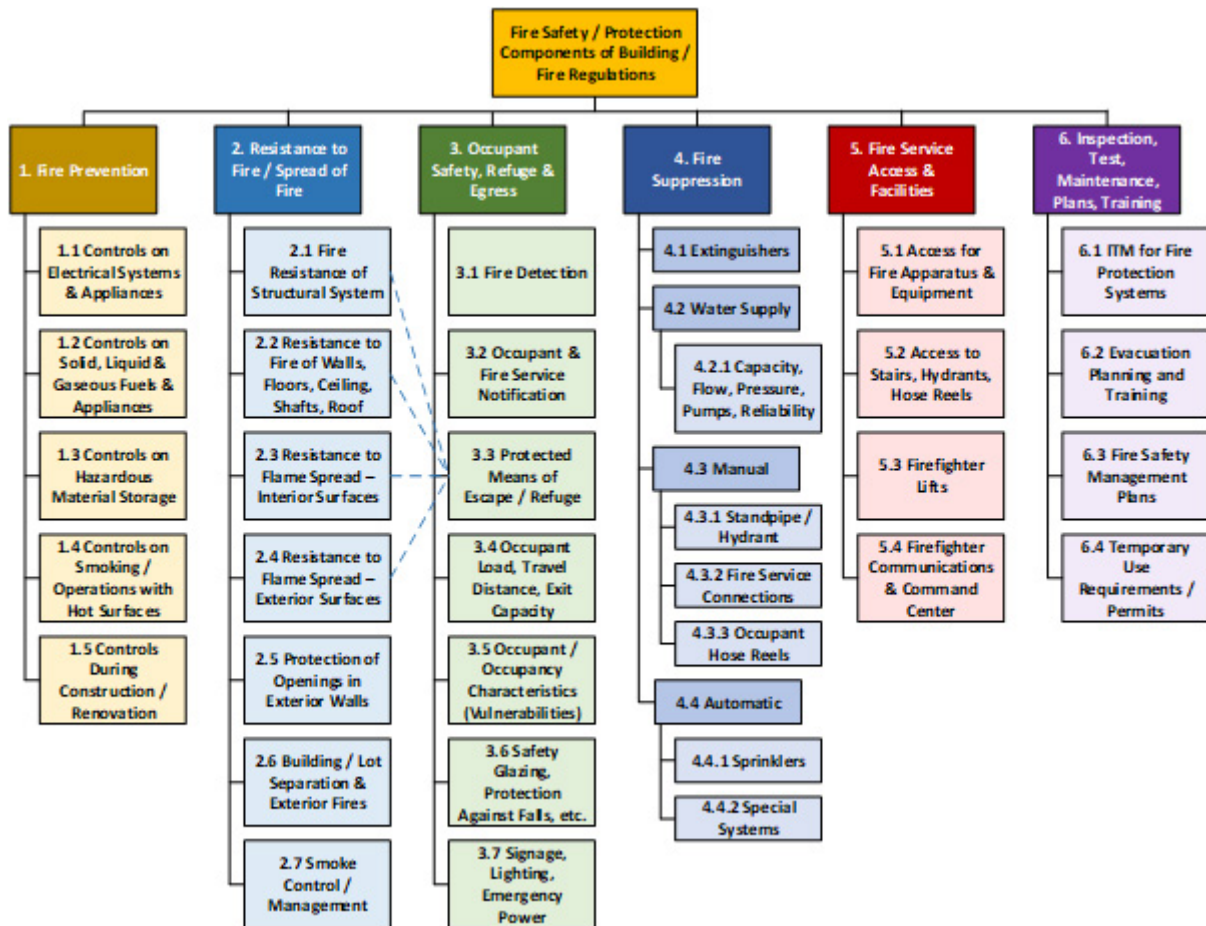 Fire Safety / Protection
Components of Building /
Fire Regulations
1. Fire Prevention
2. Resistance to
Fire / Spread of
Fire
3. Occupant
Safety, Refuge &
Egress
4. Fire
Suppression
5. Fire Service
Access &
Facilities
6. Inspection,
Test,
Maintenance,
Plans, Training
1.1 Controls on
Electrical Systems
& Appliances
1.2 Controls on
Solid, Liquid &
Gaseous Fuels &
Appliances
1.3 Controls on
Hazardous
Material Storage
1.4 Controls on
Smoking /
Operations with
Hot Surfaces
1.5 Controls
During
Construction /
Renovation
2.1 Fire
Resistance of
Structural System
2.2 Resistance to
Fire of Walls,
Floors, Ceiling,
Shafts, Roof
2.3 Resistance to
Flame Spread –
Interior Surfaces
2.4 Resistance to
Flame Spread –
Exterior Surfaces
2.5 Protection of
Openings in
Exterior Walls
2.6 Building / Lot
Separation &
Exterior Fires
2.7 Smoke
Control /
Management
3.1 Fire Detection
3.2 Occupant &
Fire Service
Notification
3.3 Protected
Means of
Escape / Refuge
3.4 Occupant
Load, Travel
Distance, Exit
Capacity
3.5 Occupant /
Occupancy
Characteristics
(Vulnerabilities)
3.6 Safety
Glazing,
Protection
Against Falls, etc.
3.7 Signage,
Lighting,
Emergency
Power
4.1 Extinguishers
4.2 Water Supply
4.2.1 Capacity,
Flow, Pressure,
Pumps, Reliability
4.3 Manual
4.3.1 Standpipe /
Hydrant
4.3.2 Fire Service
Connections
4.3.3 Occupant
Hose Reels
4.4 Automatic
4.4.1 Sprinklers
4.4.2 Special
Systems
5.1 Access for
Fire Apparatus &
Equipment
5.2 Access to
Stairs, Hydrants,
Hose Reels
5.3 Firefighter
Lifts
5.4 Firefighter
Communications
& Command
Center
6.1 ITM for Fire
Protection
Systems
6.2 Evacuation
Planning and
Training
6.3 Fire Safety
Management
Plans
6.4 Temporary
Use
Requirements /
Permits